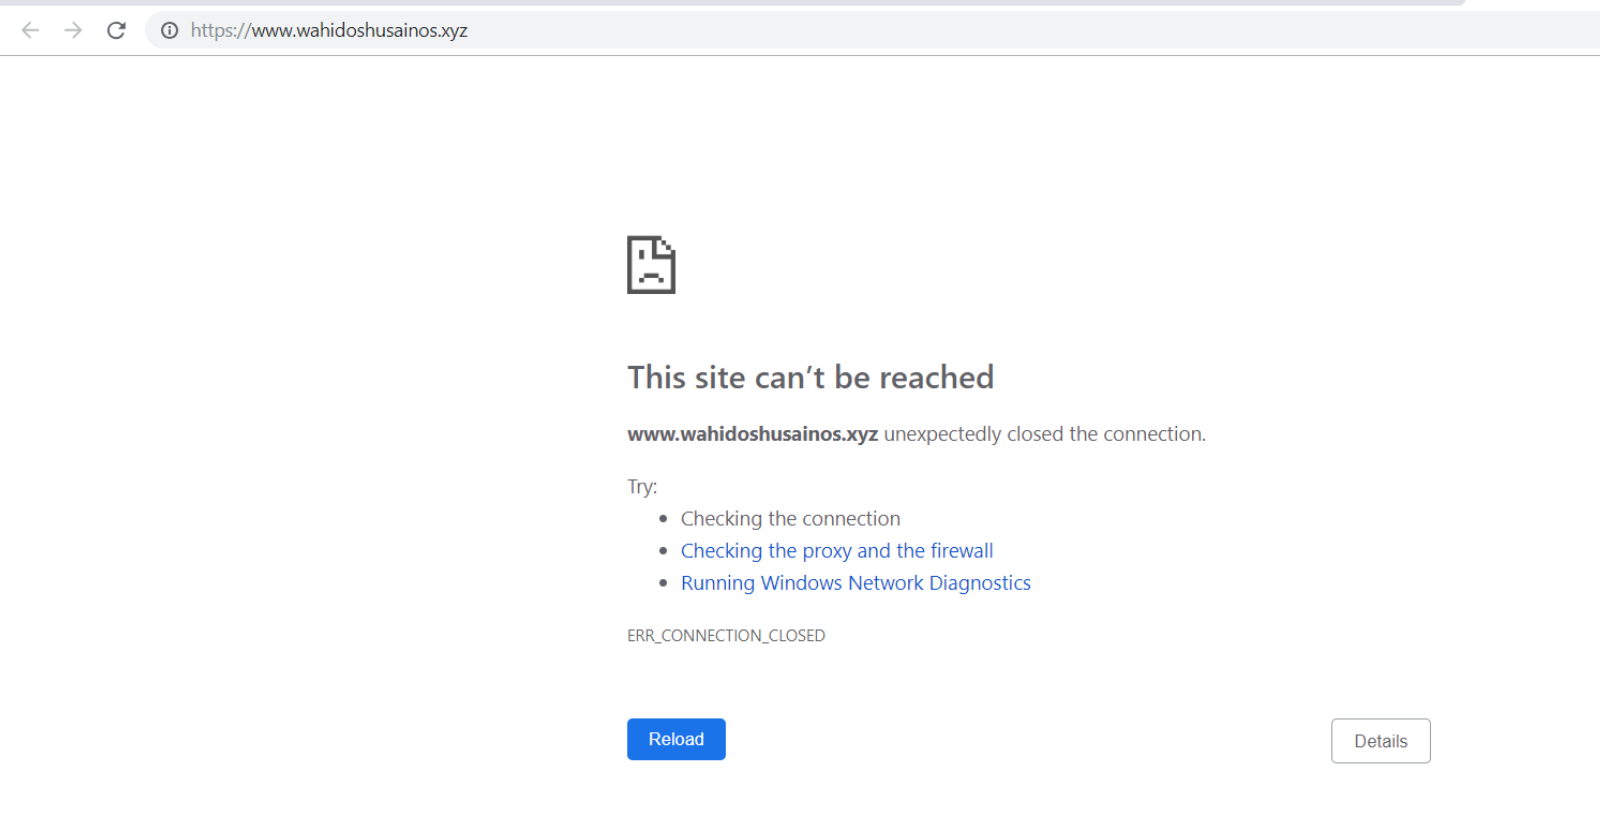 https://www.wahidoshusainos.xyz
This site can’t be reached
www.wahidoshusainos.xyz unexpectedly closed the connection.
Try:
• Checking the connection
• Checking the proxy and the firewall
• Running Windows Network Diagnostics
ERR_CONNECTION_CLOSED
Reload
Details